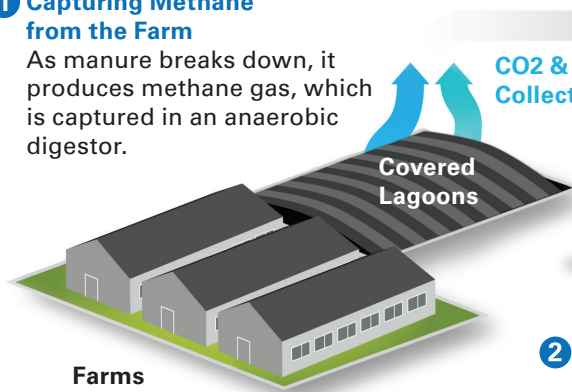 1 Capturing Methane
from the Farm
As manure breaks down, it
produces methane gas, which
is captured in an anaerobic
digestor.
CO2 &
Covered
Lagoons
Farms
2